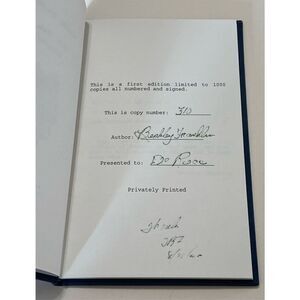 This is a first edition limited to 1000
copies all numbered and signed.
This is copy number: 310
Author: Franklin
Presented to:
Privately Printed